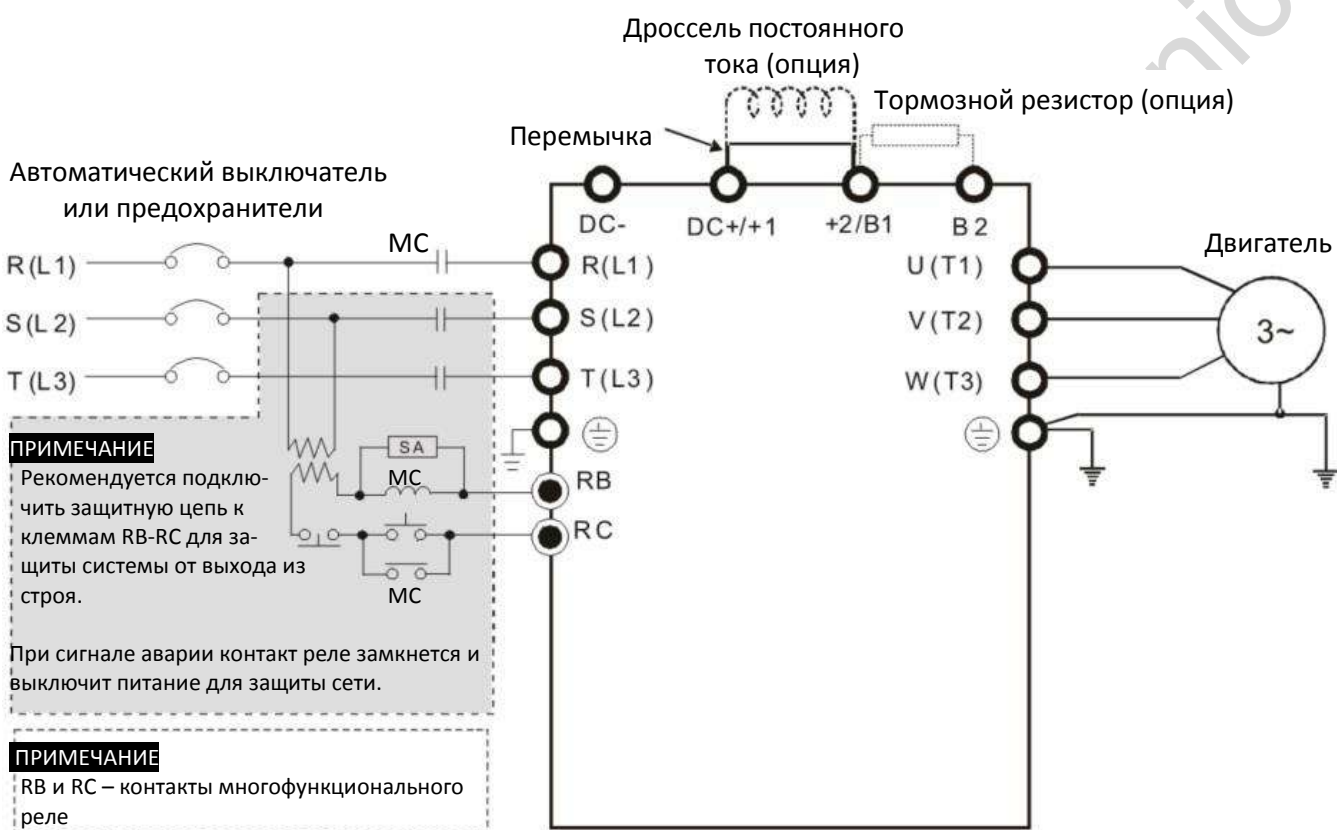 Дроссель постоянного
тока (опция)
Тормозной резистор (опция)
Перемычка
Автоматический выключатель
или предохранители
DC-
DC+/+1
+2/B1
B2
МС
Двигатель
R(L1)
R(L1)
U(T1)
S(L2)
S(L2)
V(T2)
3~
T(L3)
T(L3)
W(T3)
ПРИМЕЧАНИЕ
Рекомендуется подклю-
чить защитную цепь к
клеммам RB-RC для за-
щиты системы от выхода из
строя.
SA
МС
RB
RC
МС
При сигнале аварии контакт реле замкнется и
выключит питание для защиты сети.
ПРИМЕЧАНИЕ
RB и RC – контакты многофункционального
реле